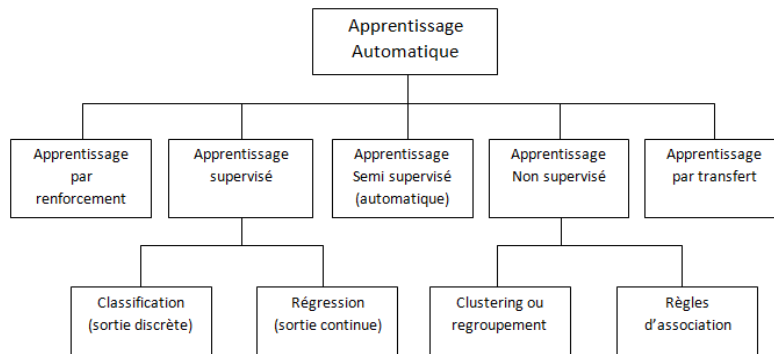 Apprentissage
Automatique
Apprentissage
par
renforcement
Apprentissage
supervisé
Apprentissage
Semi supervisé
(automatique)
Apprentissage
Non supervisé
Apprentissage
par transfert
Classification
(sortie discrète)
Régression
(sortie continue)
Clustering ou
regroupement
Règles
d'association